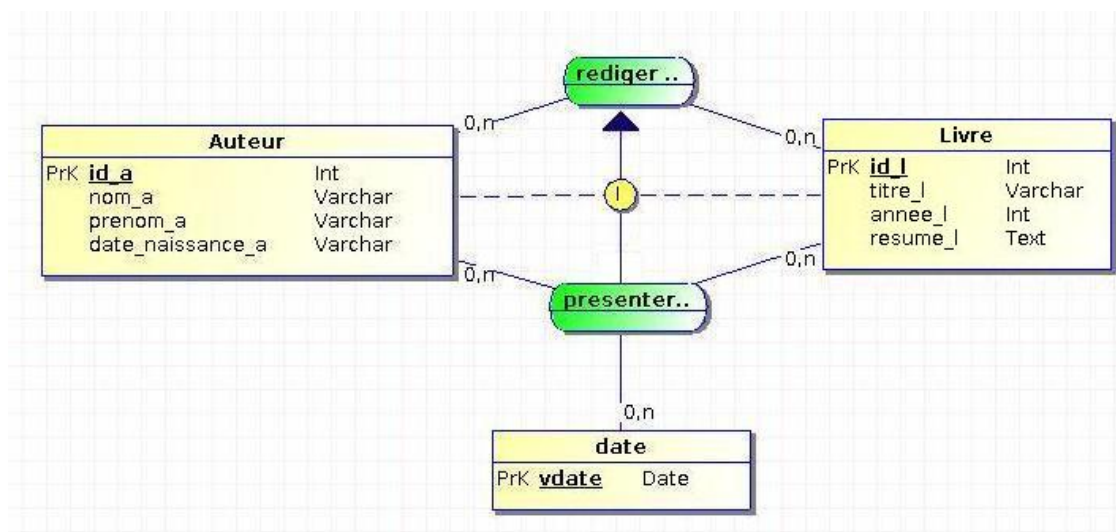 rediger ..
0,n
0,n
Auteur
PrK id_a Int
nom_a Varchar
prenom_a Varchar
date_naissance_a Varchar
Livre
PrK id_l Int
titre_l Varchar
annee_l Int
resume_l Text
I
0,n
0,n
presenter..
0,n
date
PrK vdate Date